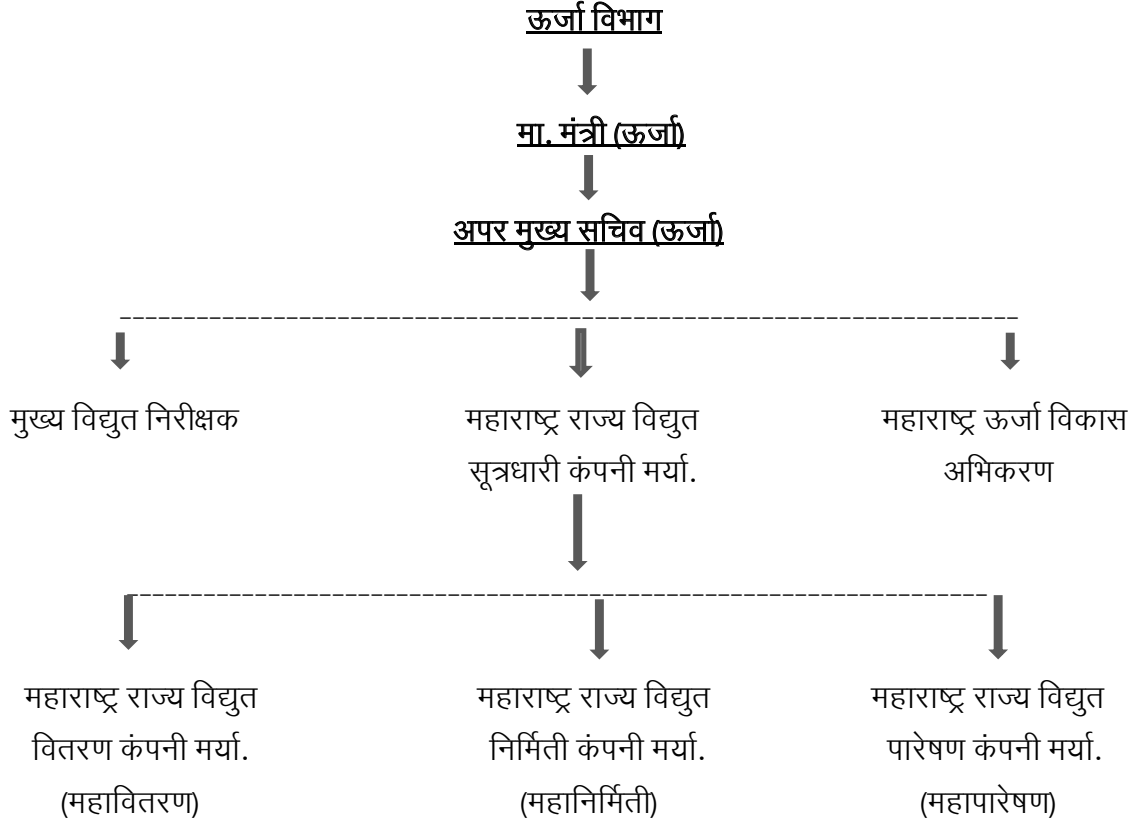 ऊर्जा विभाग
मा. मंत्री (ऊर्जा)
अपर मुख्य सचिव (ऊर्जा)
मुख्य विद्युत निरीक्षक
महाराष्ट्र राज्य विद्युत
सूत्रधारी कंपनी मर्या.
महाराष्ट्र ऊर्जा विकास
अभिकरण
महाराष्ट्र राज्य विद्युत
वितरण कंपनी मर्या.
(महावितरण)
महाराष्ट्र राज्य विद्युत
निर्मिती कंपनी मर्या.
(महानिर्मिती)
महाराष्ट्र राज्य विद्युत
पारेषण कंपनी मर्या.
(महापारेषण)